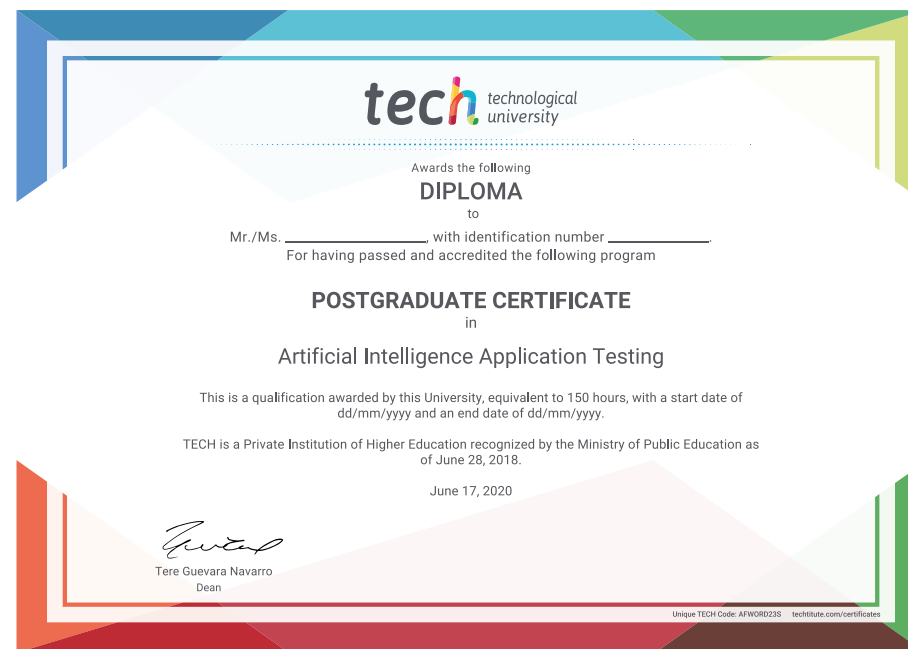 tech technological
university
Awards the following
DIPLOMA
to
Mr./Ms. ____________, with identification number ____________.
For having passed and accredited the following program
POSTGRADUATE CERTIFICATE
in
Artificial Intelligence Application Testing
This is a qualification awarded by this University, equivalent to 150 hours, with a start date of
dd/mm/yyyy and an end date of dd/mm/yyyy.
TECH is a Private Institution of Higher Education recognized by the Ministry of Public Education as
of June 28, 2018.
June 17, 2020
Tere Guevara Navarro
Dean
Unique TECH Code: AFWORD23S techtitute.com/certificates